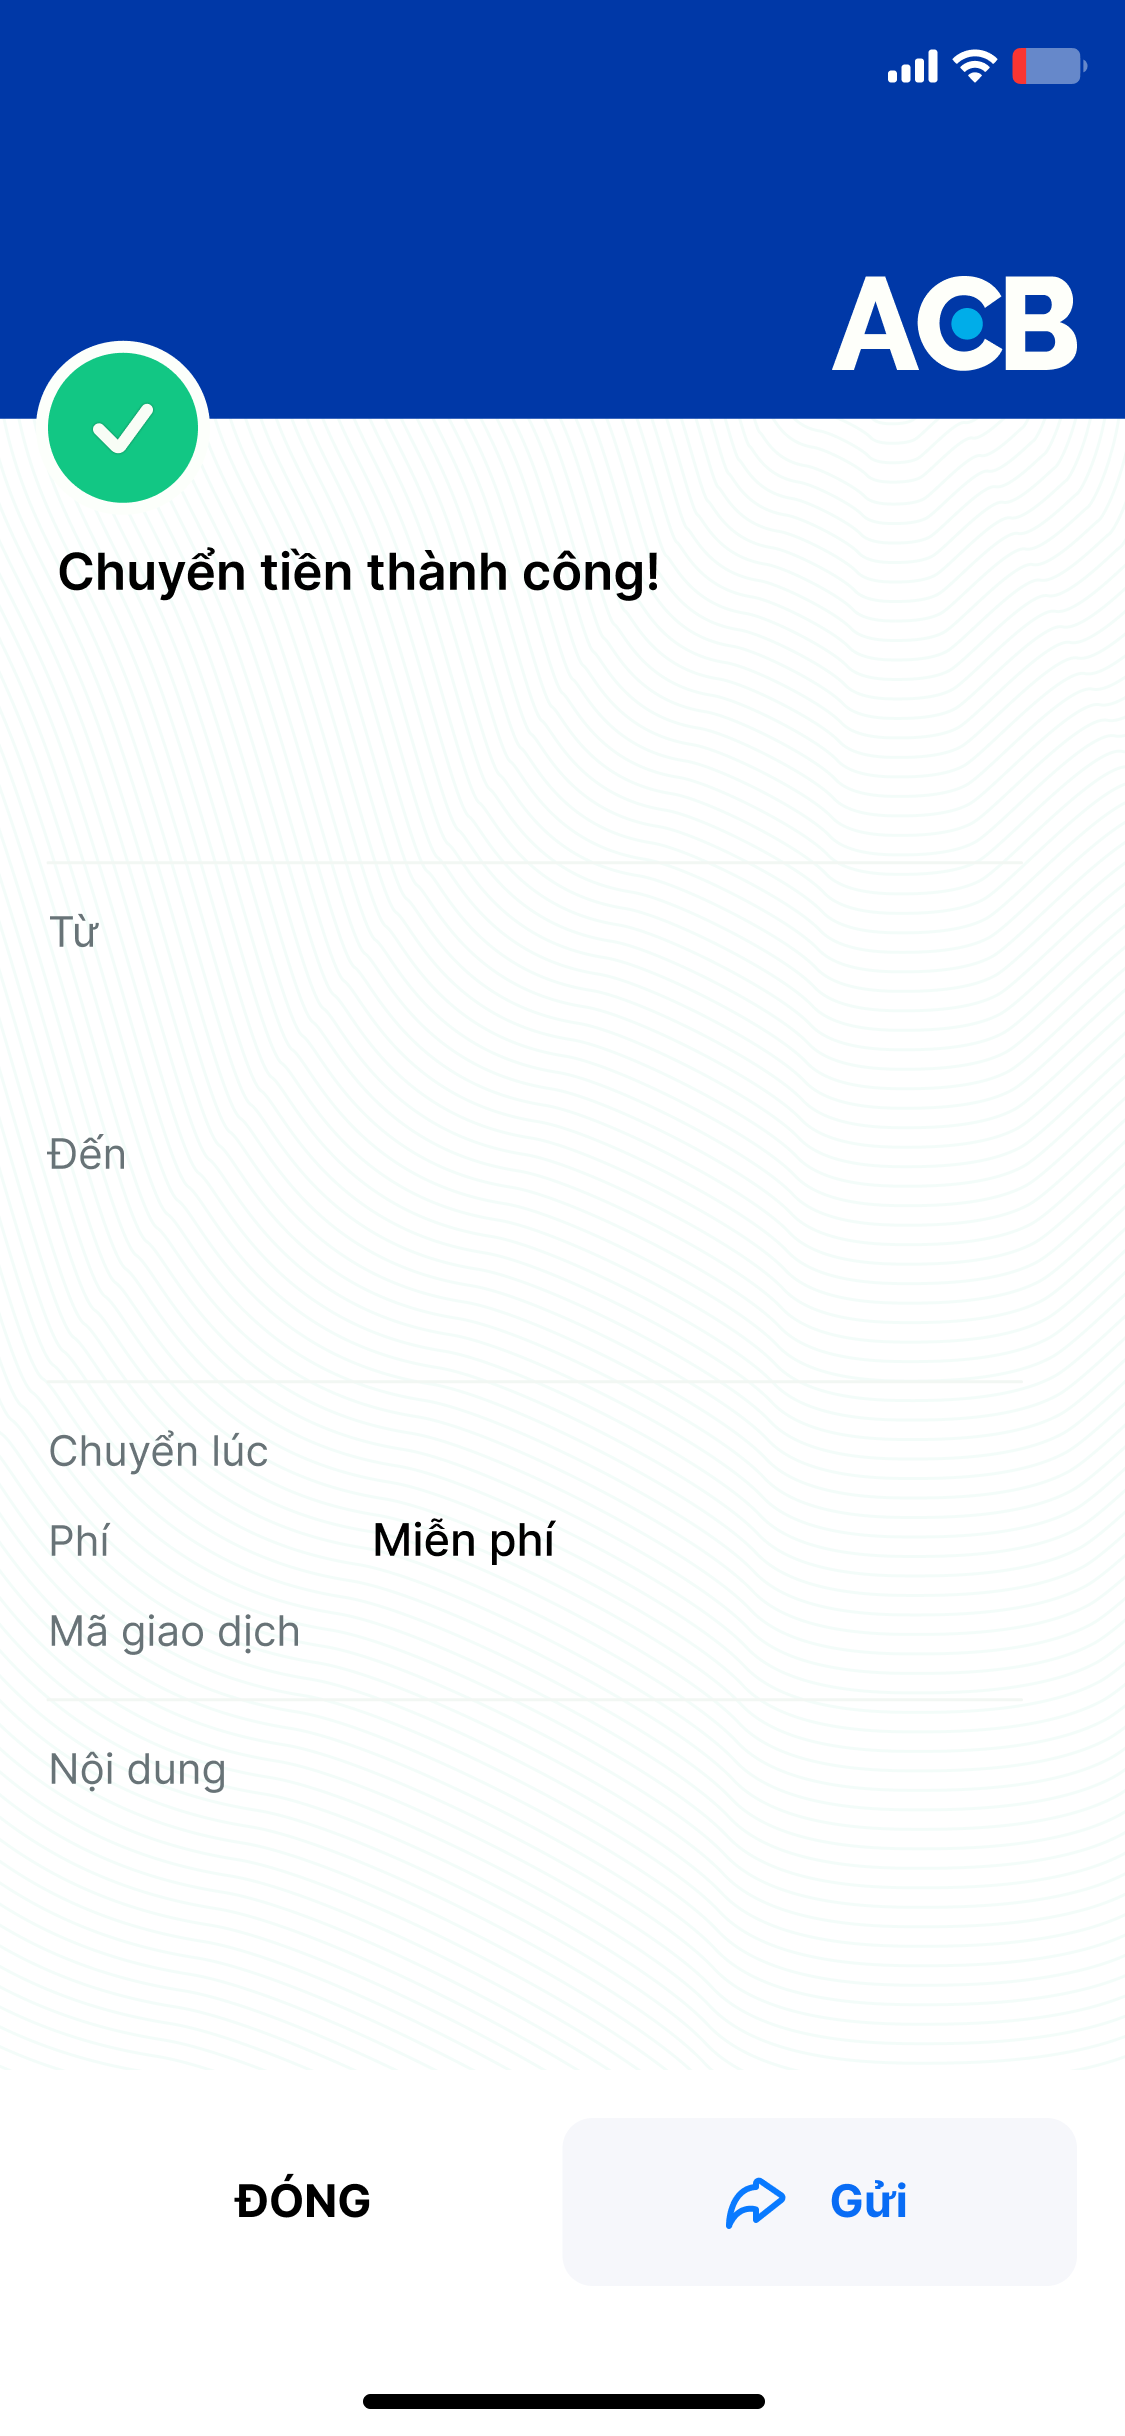 ACB
Chuyển tiền thành công!
Từ
Đến
Chuyển lúc
Phí Miễn phí
Mã giao dịch
Nội dung
ĐÓNG Gửi